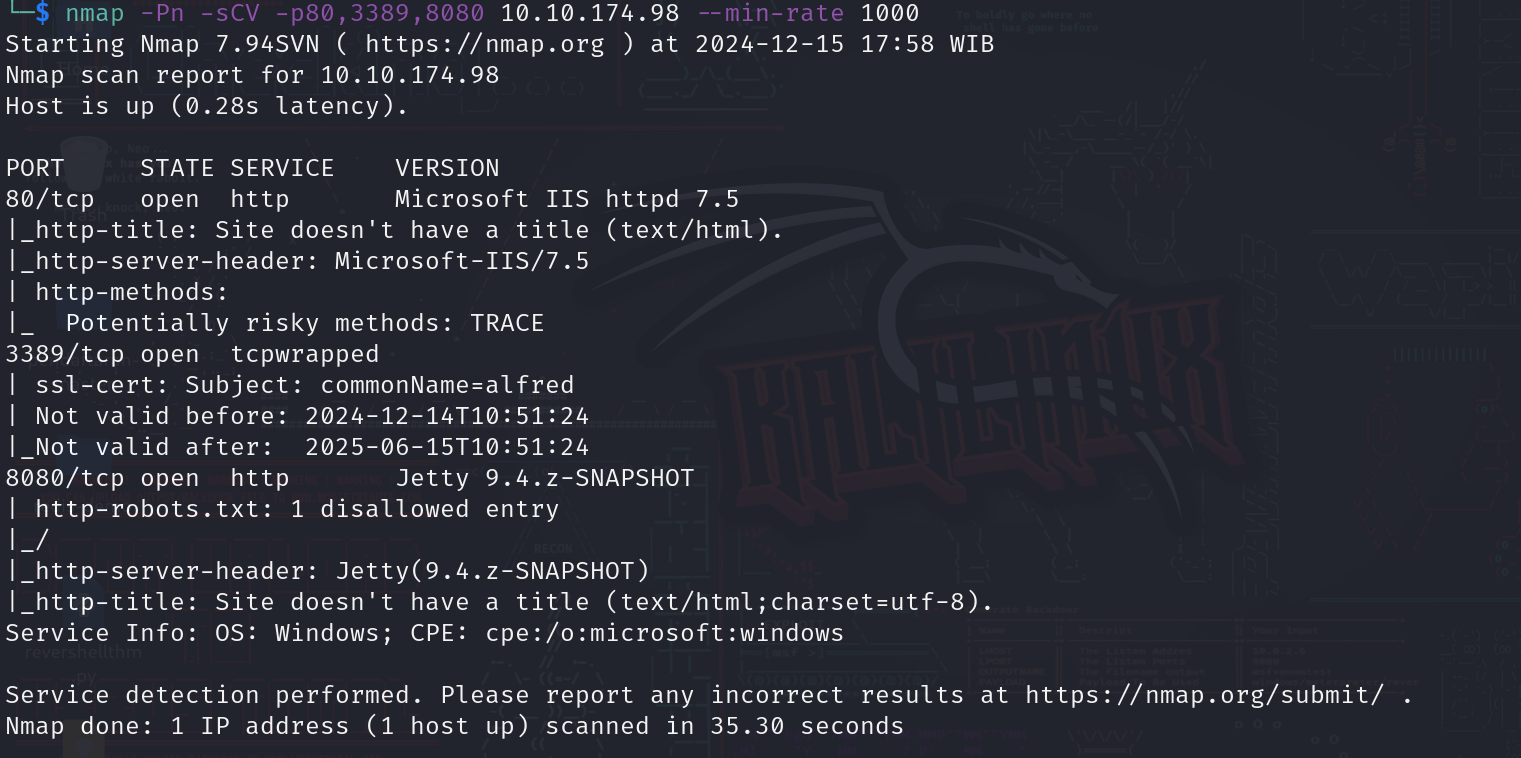 └─$ nmap -Pn -sCV -p80,3389,8080 10.10.174.98 --min-rate 1000
Starting Nmap 7.94SVN ( https://nmap.org ) at 2024-12-15 17:58 WIB
Nmap scan report for 10.10.174.98
Host is up (0.28s latency).

PORT     STATE SERVICE    VERSION
80/tcp   open  http       Microsoft IIS httpd 7.5
|_http-title: Site doesn't have a title (text/html).
|_http-server-header: Microsoft-IIS/7.5
| http-methods:
|_  Potentially risky methods: TRACE
3389/tcp open  tcpwrapped
| ssl-cert: Subject: commonName=alfred
| Not valid before: 2024-12-14T10:51:24
|_Not valid after:  2025-06-15T10:51:24
8080/tcp open  http       Jetty 9.4.z-SNAPSHOT
| http-robots.txt: 1 disallowed entry
|_/
|_http-server-header: Jetty(9.4.z-SNAPSHOT)
|_http-title: Site doesn't have a title (text/html;charset=utf-8).
Service Info: OS: Windows; CPE: cpe:/o:microsoft:windows

Service detection performed. Please report any incorrect results at https://nmap.org/submit/ .
Nmap done: 1 IP address (1 host up) scanned in 35.30 seconds
KALI LINUX
Trash
RECON
revershellthm
.py